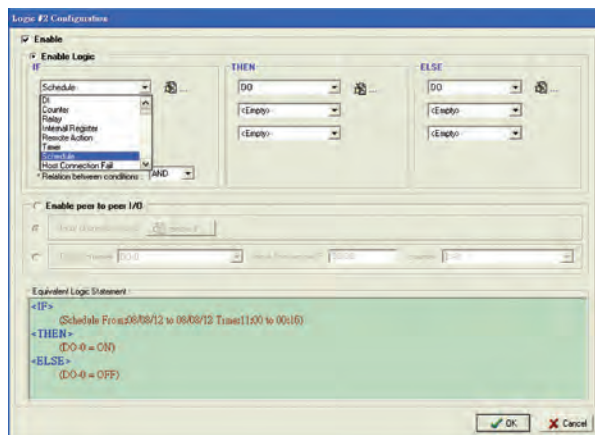 Logic #2 Configuration
Enable
Enable Logic
IF
THEN
ELSE
Schedule
...
DO
...
DO
...
DI
Counter
Relay
Internal Register
Remote Action
Timer
Schedule
Host Connection Fail
<Empty>
<Empty>
<Empty>
<Empty>
* Relation between conditions :
AND
Enable peer to peer I/O
DO-0
Equivalent Logic Statement :
<IF>
(Schedule From:08/08/12 to 08/08/12 Time:11:00 to 00:16)
<THEN>
(DO-0 = ON)
<ELSE>
(DO-0 = OFF)
OK
Cancel